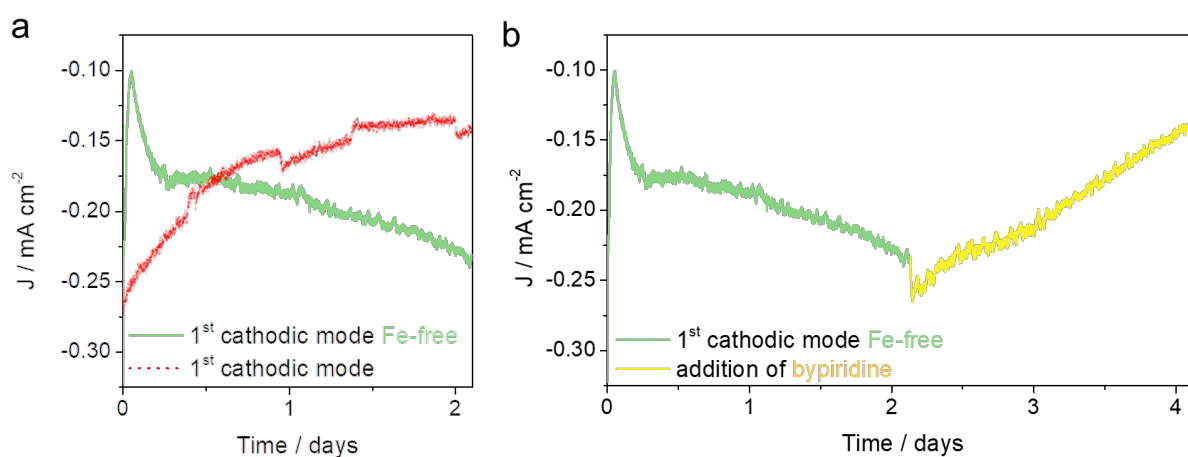 a
-0.10
-0.15
-0.20
-0.25
-0.30
J / mA cm-2
0
1
2
Time / days
1st cathodic mode Fe-free
1st cathodic mode
b
-0.10
-0.15
-0.20
-0.25
-0.30
J / mA cm-2
0
1
2
3
4
Time / days
1st cathodic mode Fe-free
addition of bypiridine